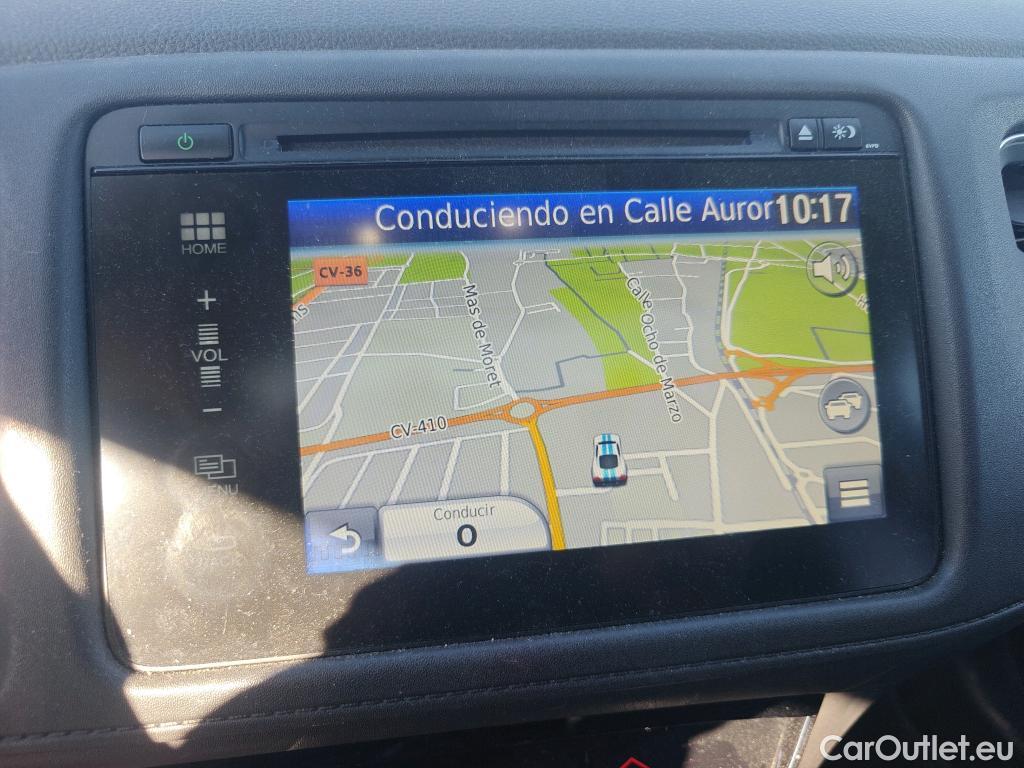 HOME
+
VOL
-
MENU
BACK
Conduciendo en Calle Auror 10:17
CV-36
Mas de Moret
Calle Ocho de Marzo
CV-410
Conducir
0
CarOutlet.eu